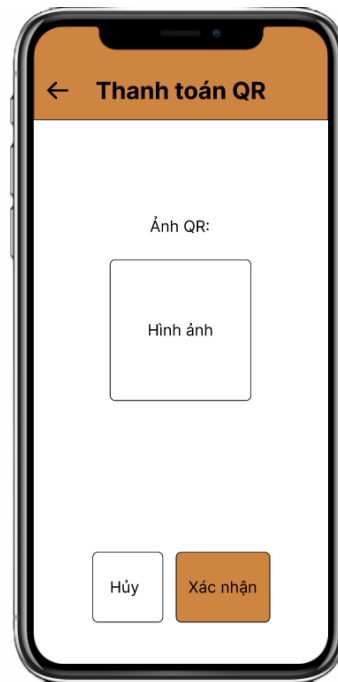 Thanh toán QR
Ảnh QR:
Hình ảnh
Hủy
Xác nhận